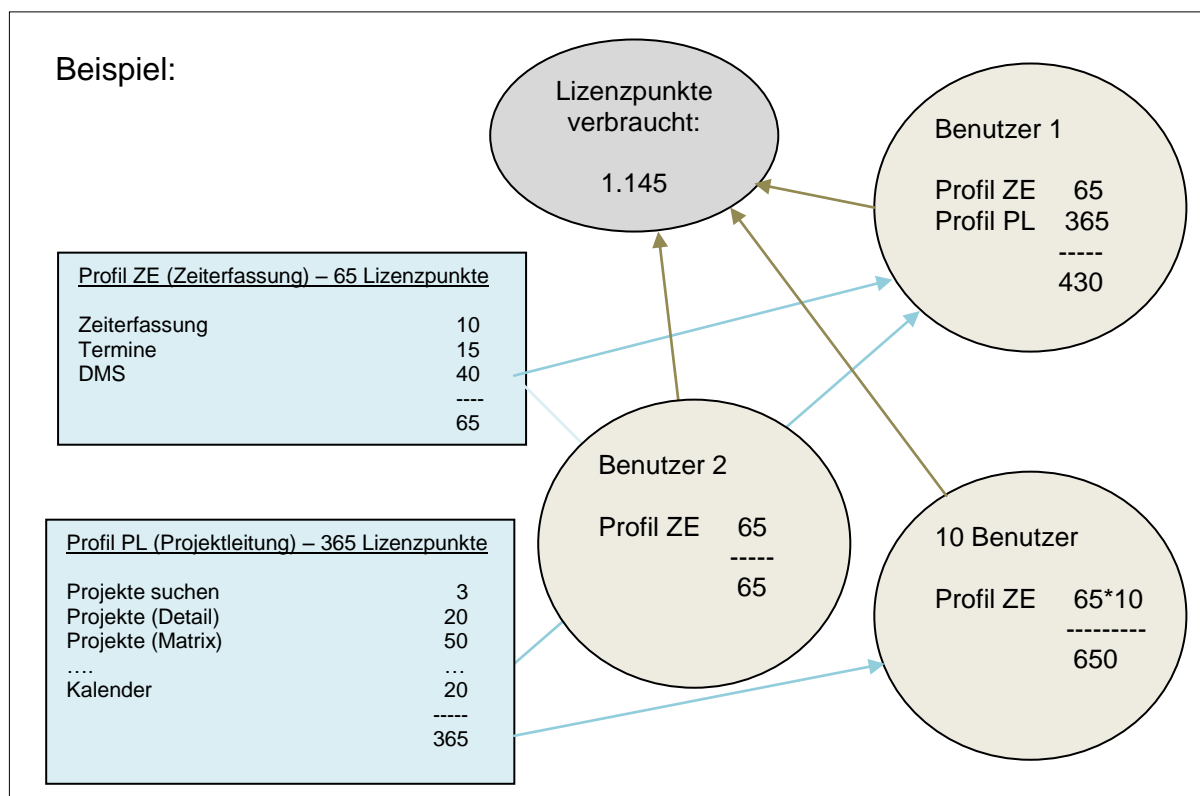 Beispiel:
Lizenzpunkte
verbraucht:
1.145
Benutzer 1
Profil ZE 65
Profil PL 365
-----
430
Profil ZE (Zeiterfassung) – 65 Lizenzpunkte
Zeiterfassung 10
Termine 15
DMS 40
----
65
Benutzer 2
Profil ZE 65
-----
65
Profil PL (Projektleitung) – 365 Lizenzpunkte
Projekte suchen 3
Projekte (Detail) 20
Projekte (Matrix) 50
…. …
Kalender 20
-----
365
10 Benutzer
Profil ZE 65*10
---------
650